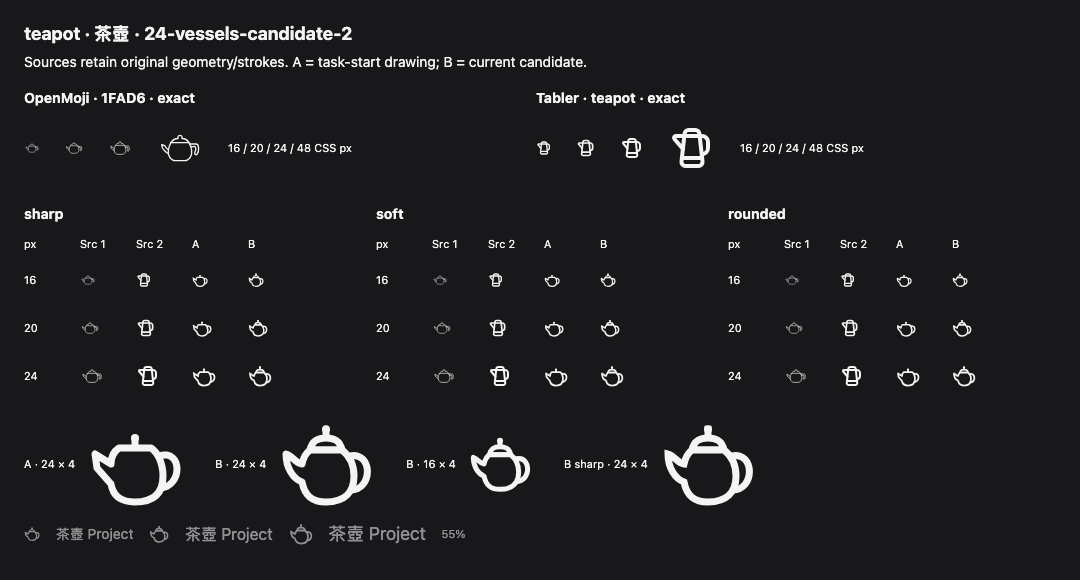 teapot · 茶壺 · 24-vessels-candidate-2
Sources retain original geometry/strokes. A = task-start drawing; B = current candidate.
OpenMoji · 1FAD6 · exact
Tabler · teapot · exact
16 / 20 / 24 / 48 CSS px
16 / 20 / 24 / 48 CSS px
sharp
soft
rounded
px Src 1 Src 2 A B
px Src 1 Src 2 A B
px Src 1 Src 2 A B
16
16
16
20
20
20
24
24
24
A · 24 × 4
B · 24 × 4
B · 16 × 4
B sharp · 24 × 4
茶壺 Project
茶壺 Project
茶壺 Project
55%